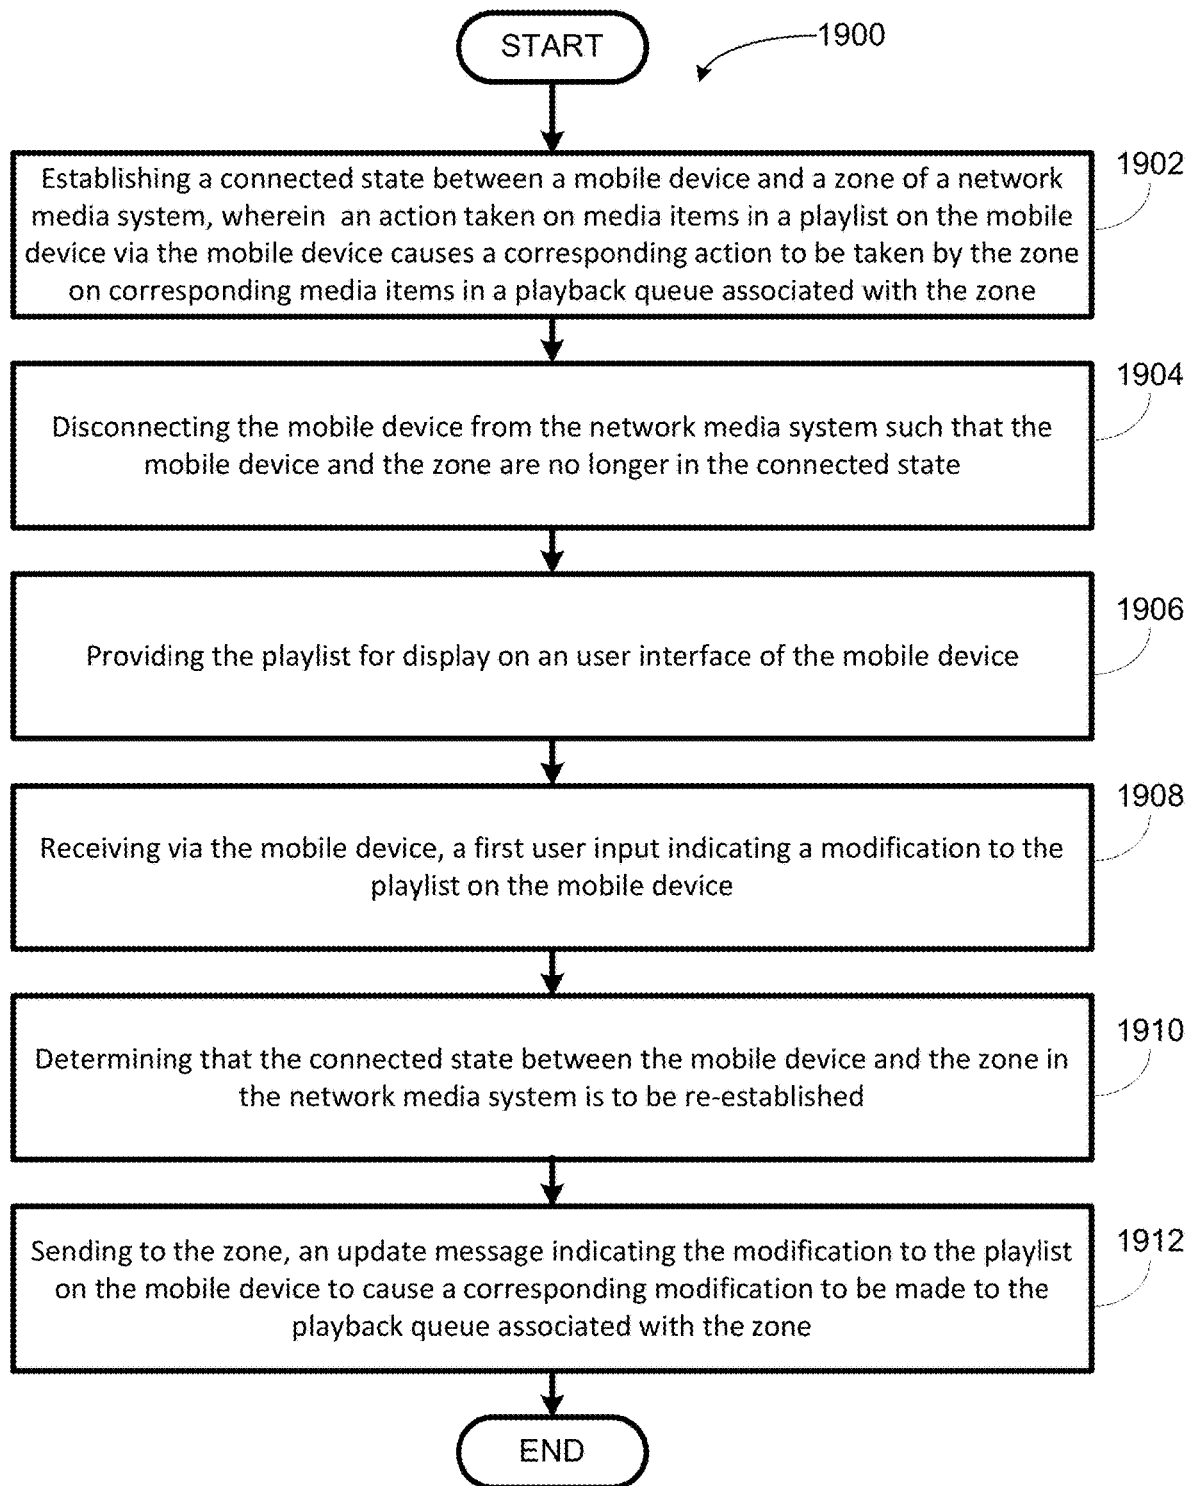 START
1900
Establishing a connected state between a mobile device and a zone of a network
media system, wherein an action taken on media items in a playlist on the mobile
device via the mobile device causes a corresponding action to be taken by the zone
on corresponding media items in a playback queue associated with the zone
1902
Disconnecting the mobile device from the network media system such that the
mobile device and the zone are no longer in the connected state
1904
Providing the playlist for display on an user interface of the mobile device
1906
Receiving via the mobile device, a first user input indicating a modification to the
playlist on the mobile device
1908
Determining that the connected state between the mobile device and the zone in
the network media system is to be re-established
1910
Sending to the zone, an update message indicating the modification to the playlist
on the mobile device to cause a corresponding modification to be made to the
playback queue associated with the zone
1912
END